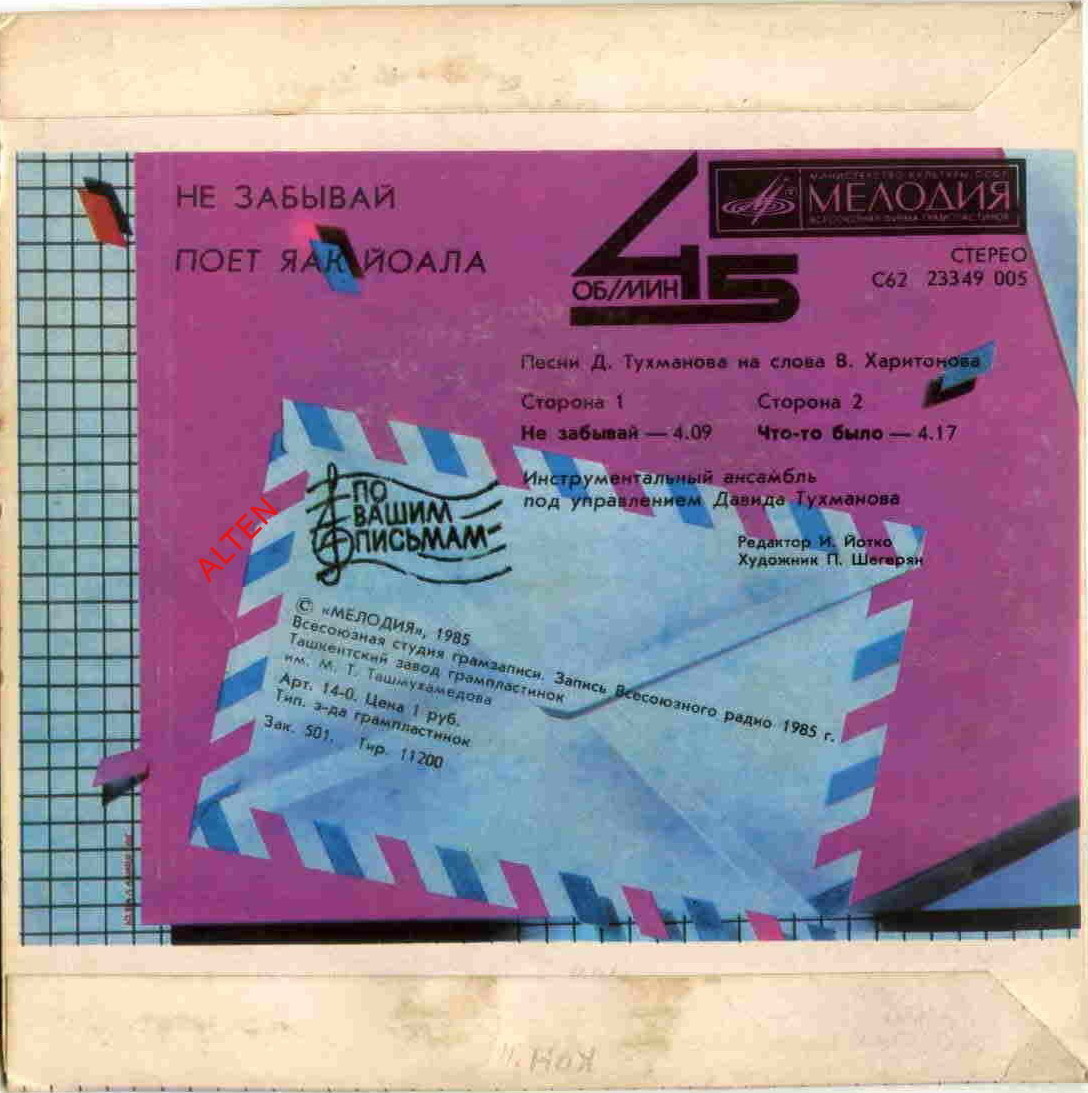 НЕ ЗАБЫВАЙ
ПОЕТ ЯАК ЙОАЛА
45
ОБ/МИН
МИНИСТЕРСТВО КУЛЬТУРЫ СССР
МЕЛОДИЯ
ВСЕСОЮЗНАЯ ФИРМА ГРАМПЛАСТИНОК
СТЕРЕО
С62 23349 005
Песни Д. Тухманова на слова В. Харитонова
Сторона 1 Сторона 2
Не забывай — 4.09 Что-то было — 4.17
Инструментальный ансамбль
под управлением Давида Тухманова
Редактор И. Йотко
Художник П. Шегерян
ПО
ВАШИМ
ПИСЬМАМ
ALTEN
© «МЕЛОДИЯ», 1985
Всесоюзная студия грамзаписи. Запись Всесоюзного радио 1985 г.
Ташкентский завод грампластинок
им. М. Т. Ташмухамедова
Арт. 14-0. Цена 1 руб.
Тип. з-да грампластинок
Зак. 501. Тир. 11200